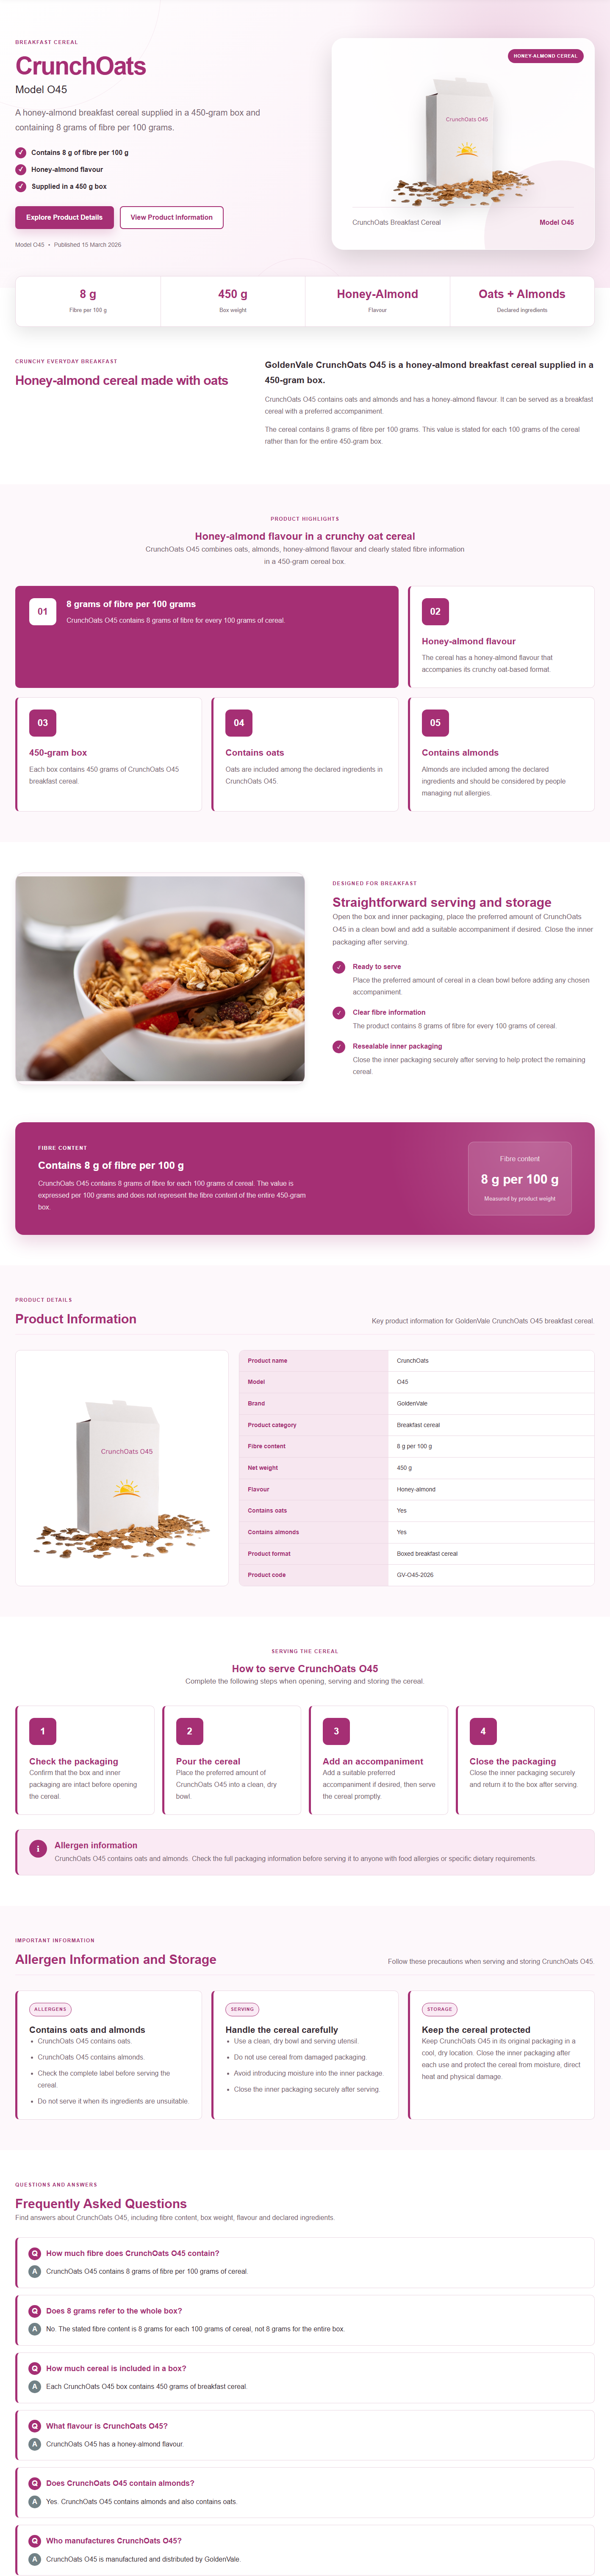 BREAKFAST CEREAL
CrunchOats
Model O45
A honey-almond breakfast cereal supplied in a 450-gram box and
containing 8 grams of fibre per 100 grams.
✓ Contains 8 g of fibre per 100 g
✓ Honey-almond flavour
✓ Supplied in a 450 g box
Explore Product Details
View Product Information
Model O45 • Published 15 March 2026
HONEY-ALMOND CEREAL
CrunchOats O45
CrunchOats Breakfast Cereal
Model O45
8 g
Fibre per 100 g
450 g
Box weight
Honey-Almond
Flavour
Oats + Almonds
Declared ingredients
CRUNCHY EVERYDAY BREAKFAST
Honey-almond cereal made with oats
GoldenVale CrunchOats O45 is a honey-almond breakfast cereal supplied in a
450-gram box.
CrunchOats O45 contains oats and almonds and has a honey-almond flavour. It can be served as a breakfast
cereal with a preferred accompaniment.
The cereal contains 8 grams of fibre per 100 grams. This value is stated for each 100 grams of the cereal
rather than for the entire 450-gram box.
PRODUCT HIGHLIGHTS
Honey-almond flavour in a crunchy oat cereal
CrunchOats O45 combines oats, almonds, honey-almond flavour and clearly stated fibre information
in a 450-gram cereal box.
01
8 grams of fibre per 100 grams
CrunchOats O45 contains 8 grams of fibre for every 100 grams of cereal.
02
Honey-almond flavour
The cereal has a honey-almond flavour that
accompanies its crunchy oat-based format.
03
450-gram box
Each box contains 450 grams of CrunchOats O45
breakfast cereal.
04
Contains oats
Oats are included among the declared ingredients in
CrunchOats O45.
05
Contains almonds
Almonds are included among the declared
ingredients and should be considered by people
managing nut allergies.
DESIGNED FOR BREAKFAST
Straightforward serving and storage
Open the box and inner packaging, place the preferred amount of CrunchOats
O45 in a clean bowl and add a suitable accompaniment if desired. Close the inner
packaging after serving.
✓ Ready to serve
Place the preferred amount of cereal in a clean bowl before adding any chosen
accompaniment.
✓ Clear fibre information
The product contains 8 grams of fibre for every 100 grams of cereal.
✓ Resealable inner packaging
Close the inner packaging securely after serving to help protect the remaining
cereal.
FIBRE CONTENT
Contains 8 g of fibre per 100 g
CrunchOats O45 contains 8 grams of fibre for each 100 grams of cereal. The value is
expressed per 100 grams and does not represent the fibre content of the entire 450-gram
box.
Fibre content
8 g per 100 g
Measured by product weight
PRODUCT DETAILS
Product Information
Key product information for GoldenVale CrunchOats O45 breakfast cereal.
CrunchOats O45
Product name CrunchOats
Model O45
Brand GoldenVale
Product category Breakfast cereal
Fibre content 8 g per 100 g
Net weight 450 g
Flavour Honey-almond
Contains oats Yes
Contains almonds Yes
Product format Boxed breakfast cereal
Product code GV-O45-2026
SERVING THE CEREAL
How to serve CrunchOats O45
Complete the following steps when opening, serving and storing the cereal.
1
Check the packaging
Confirm that the box and inner
packaging are intact before opening
the cereal.
2
Pour the cereal
Place the preferred amount of
CrunchOats O45 into a clean, dry
bowl.
3
Add an accompaniment
Add a suitable preferred
accompaniment if desired, then serve
the cereal promptly.
4
Close the packaging
Close the inner packaging securely
and return it to the box after serving.
i
Allergen information
CrunchOats O45 contains oats and almonds. Check the full packaging information before serving it to anyone with food allergies or specific dietary requirements.
IMPORTANT INFORMATION
Allergen Information and Storage
Follow these precautions when serving and storing CrunchOats O45.
ALLERGENS
Contains oats and almonds
• CrunchOats O45 contains oats.
• CrunchOats O45 contains almonds.
• Check the complete label before serving the
cereal.
• Do not serve it when its ingredients are unsuitable.
SERVING
Handle the cereal carefully
• Use a clean, dry bowl and serving utensil.
• Do not use cereal from damaged packaging.
• Avoid introducing moisture into the inner package.
• Close the inner packaging securely after serving.
STORAGE
Keep the cereal protected
Keep CrunchOats O45 in its original packaging in a
cool, dry location. Close the inner packaging after
each use and protect the cereal from moisture, direct
heat and physical damage.
QUESTIONS AND ANSWERS
Frequently Asked Questions
Find answers about CrunchOats O45, including fibre content, box weight, flavour and declared ingredients.
Q How much fibre does CrunchOats O45 contain?
A CrunchOats O45 contains 8 grams of fibre per 100 grams of cereal.
Q Does 8 grams refer to the whole box?
A No. The stated fibre content is 8 grams for each 100 grams of cereal, not 8 grams for the entire box.
Q How much cereal is included in a box?
A Each CrunchOats O45 box contains 450 grams of breakfast cereal.
Q What flavour is CrunchOats O45?
A CrunchOats O45 has a honey-almond flavour.
Q Does CrunchOats O45 contain almonds?
A Yes. CrunchOats O45 contains almonds and also contains oats.
Q Who manufactures CrunchOats O45?
A CrunchOats O45 is manufactured and distributed by GoldenVale.